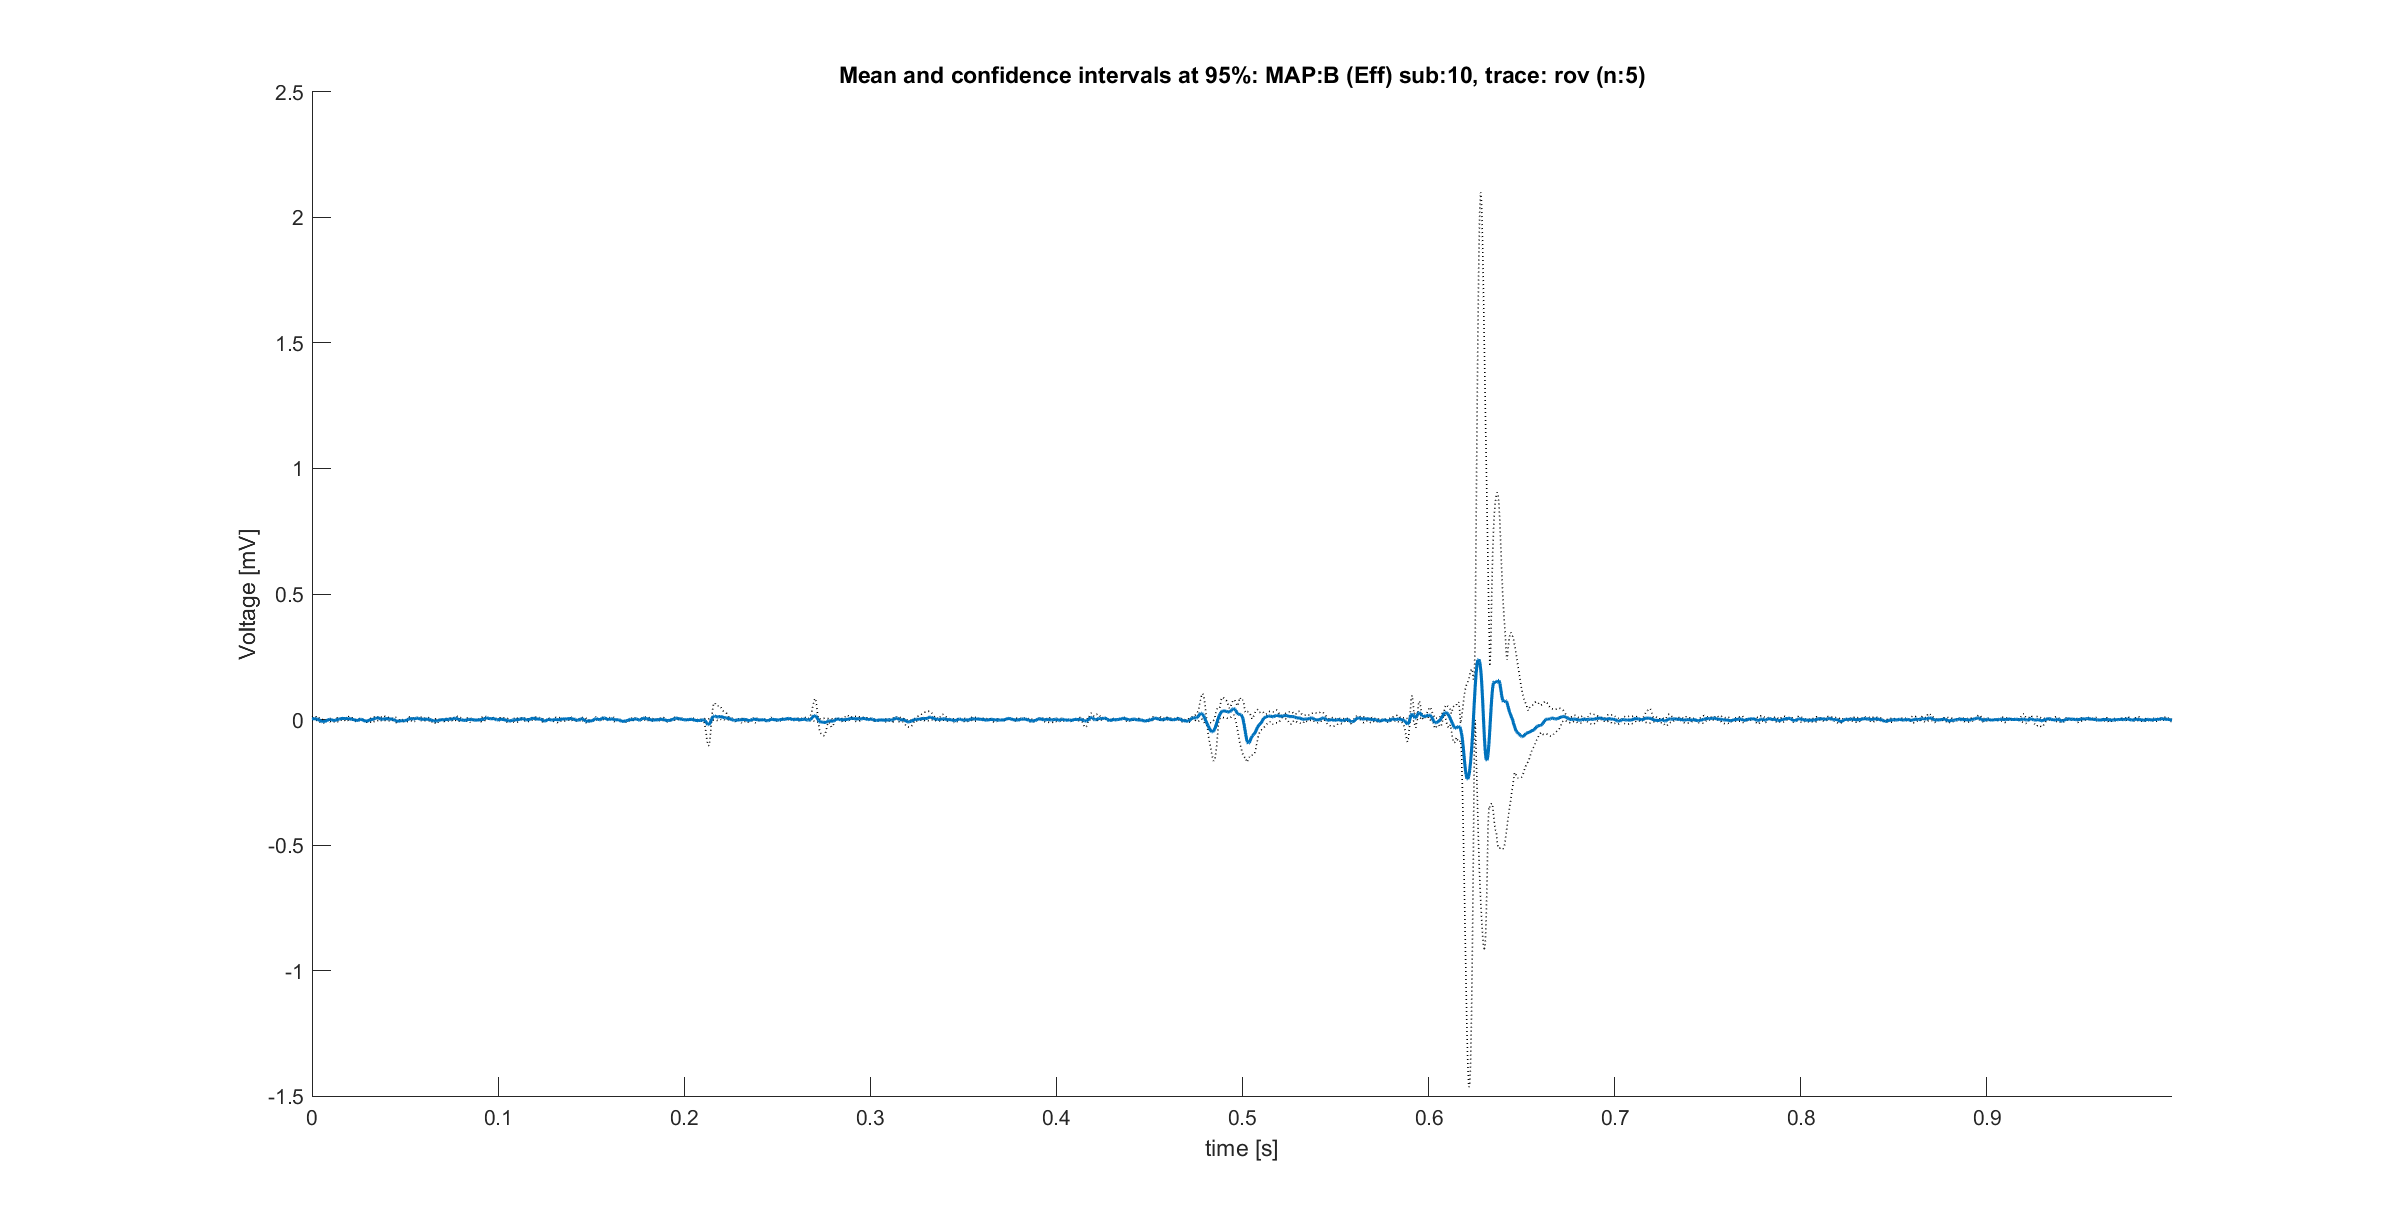 Mean and confidence intervals at 95%: MAP:B (Eff) sub:10, trace: rov (n:5)
2.5
2
1.5
1
0.5
0
-0.5
-1
-1.5
Voltage [mV]
0 0.1 0.2 0.3 0.4 0.5 0.6 0.7 0.8 0.9
time [s]